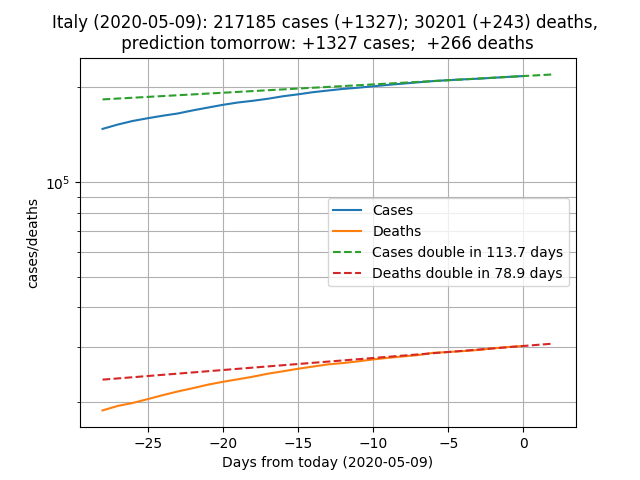 Italy (2020-05-09): 217185 cases (+1327); 30201 (+243) deaths,
prediction tomorrow: +1327 cases;  +266 deaths
10⁵
cases/deaths
Cases
Deaths
Cases double in 113.7 days
Deaths double in 78.9 days
−25 −20 −15 −10 −5 0
Days from today (2020-05-09)